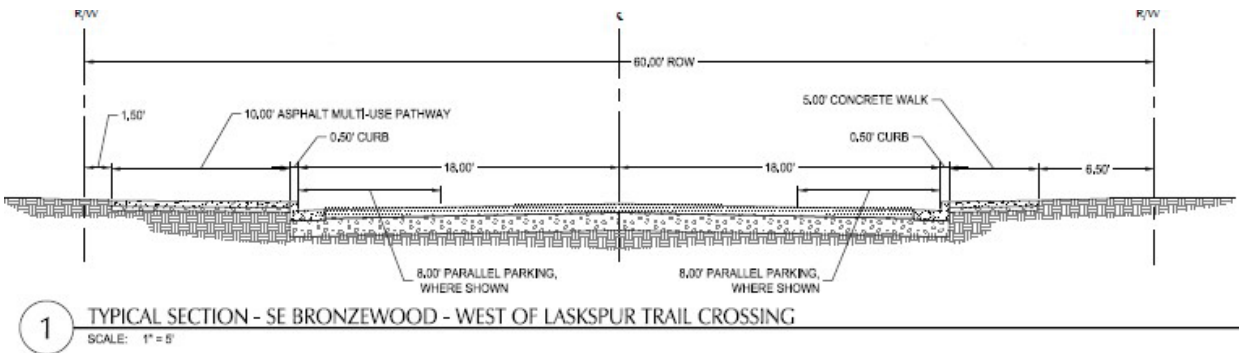 R/W
℄
R/W
60.00' ROW
1.50'
10.00' ASPHALT MULTI-USE PATHWAY
5.00' CONCRETE WALK
0.50' CURB
0.50' CURB
18.00'
18.00'
6.50'
8.00' PARALLEL PARKING,
WHERE SHOWN
8.00' PARALLEL PARKING,
WHERE SHOWN
1
TYPICAL SECTION - SE BRONZEWOOD - WEST OF LASKSPUR TRAIL CROSSING
SCALE: 1" = 5'